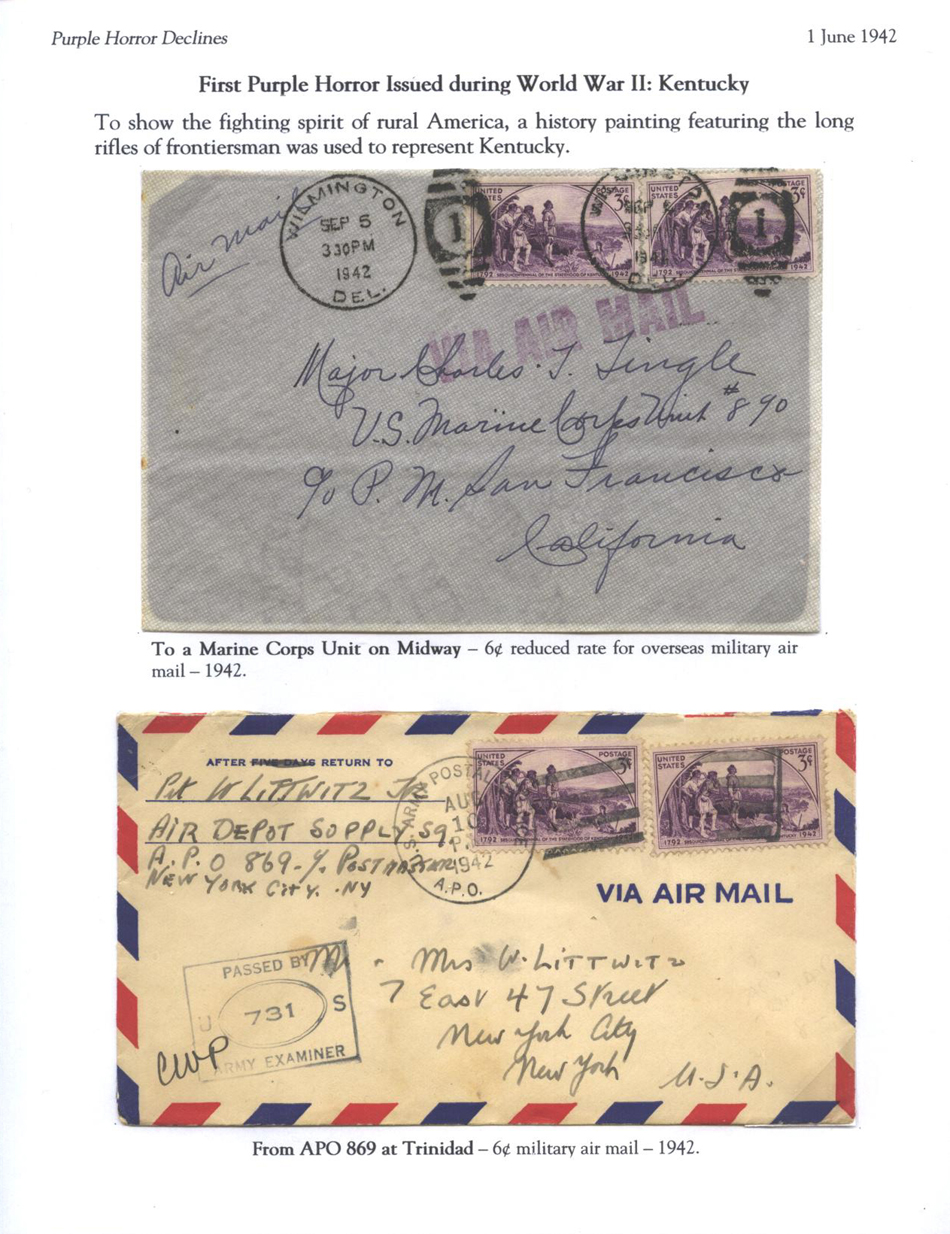 Purple Horror Declines 1 June 1942
First Purple Horror Issued during World War II: Kentucky
To show the fighting spirit of rural America, a history painting featuring the long
rifles of frontiersman was used to represent Kentucky.
Air Mail
WILMINGTON
SEP 5
330PM
1942
DEL.
1
UNITED STATES POSTAGE 3¢
1792 1942
UNITED STATES POSTAGE 3¢
1792 1942
1
VIA AIR MAIL
Major Charles T. Tingle
U.S. Marine Corps Unit #890
c/o P. M. San Francisco
California
To a Marine Corps Unit on Midway – 6¢ reduced rate for overseas military air
mail – 1942.
AFTER FIVE DAYS RETURN TO
Pvt W LITTWITZ
AIR DEPOT SUPPLY SQ.
A.P.O 869 - c/o POSTMASTER
NEW YORK CITY. NY
POSTAL
AUG
10
1942
A.P.O.
UNITED STATES POSTAGE 3¢
1792 1942
UNITED STATES POSTAGE 3¢
1792 1942
VIA AIR MAIL
PASSED BY
U 731 S
ARMY EXAMINER
CWP
Mrs W. LITTWITZ
7 East 47 Street
New York City
New York U.S.A.
From APO 869 at Trinidad – 6¢ military air mail – 1942.